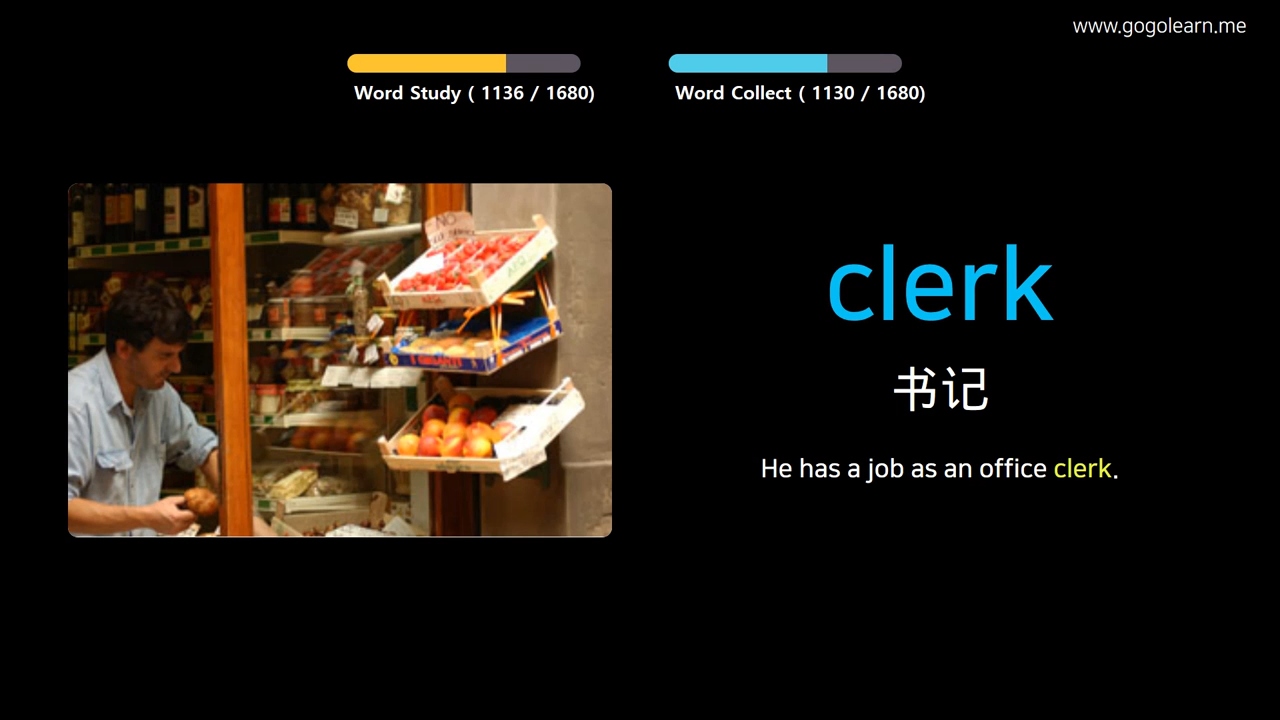 www.gogolearn.me
Word Study ( 1136 / 1680)
Word Collect ( 1130 / 1680)
NO
clerk
书记
He has a job as an office clerk.